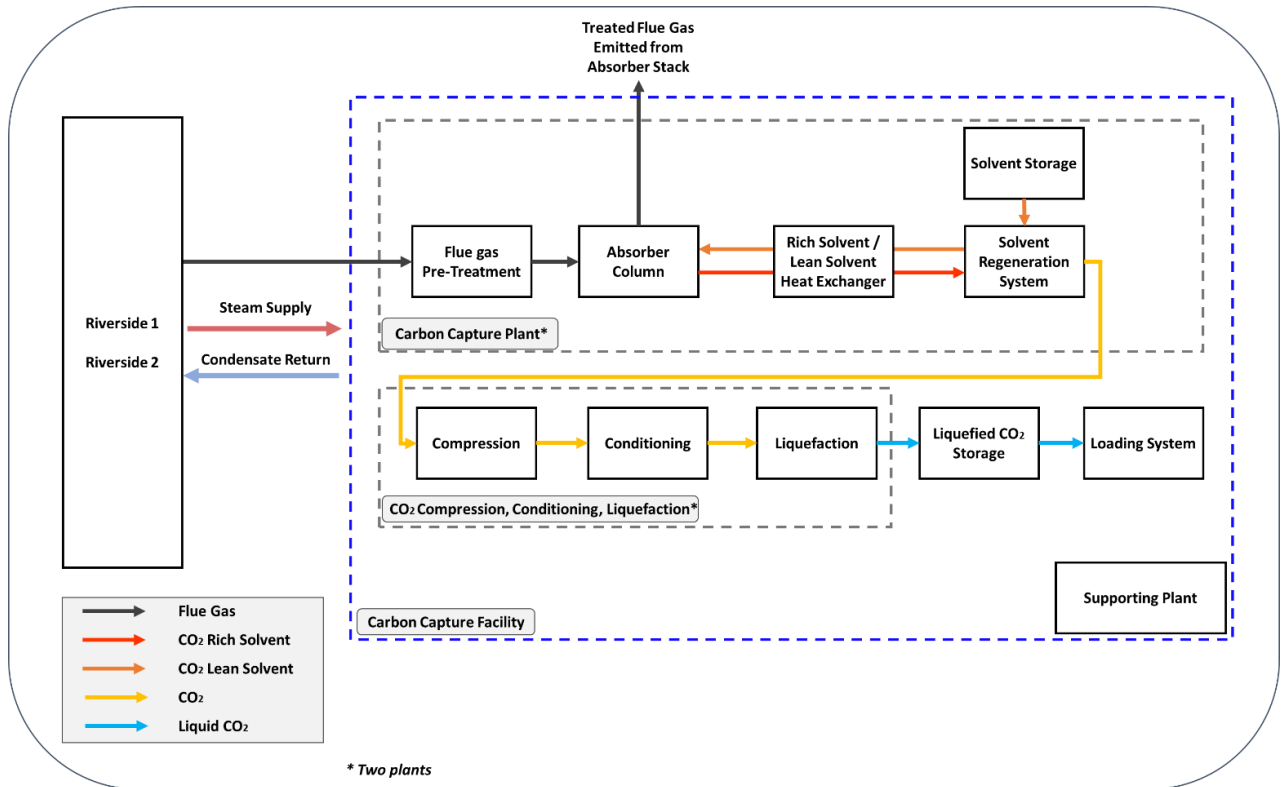 Treated Flue Gas
Emitted from
Absorber Stack
Solvent Storage
Flue gas
Pre-Treatment
Absorber
Column
Rich Solvent /
Lean Solvent
Heat Exchanger
Solvent
Regeneration
System
Steam Supply
Riverside 1
Carbon Capture Plant*
Condensate Return
Riverside 2
Compression
Conditioning
Liquefaction
Liquefied CO₂
Storage
Loading System
CO₂ Compression, Conditioning, Liquefaction*
Supporting Plant
Carbon Capture Facility
Flue Gas
CO₂ Rich Solvent
CO₂ Lean Solvent
CO₂
Liquid CO₂
* Two plants